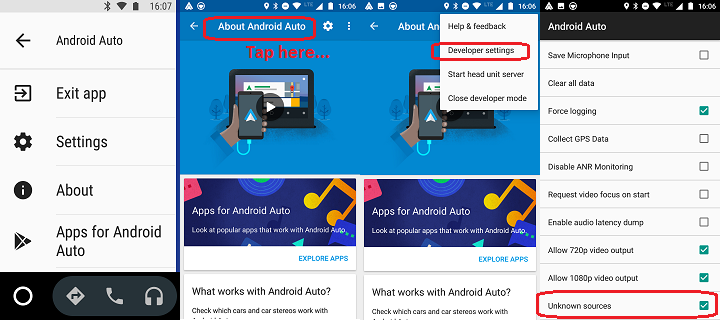 16:07
Android Auto
Exit app
Settings
About
Apps for Android
Auto
16:06
About Android Auto
Tap here...
Apps for Android Auto
Look at popular apps that work with Android Auto
EXPLORE APPS
What works with Android Auto?
Check which cars and car stereos work with
16:06
About And
Help & feedback
Developer settings
Start head unit server
Close developer mode
Apps for Android Auto
Look at popular apps that work with Android Auto
EXPLORE APPS
What works with Android Auto?
Check which cars and car stereos work with
16:06
Android Auto
Save Microphone Input
Clear all data
Force logging
Collect GPS Data
Disable ANR Monitoring
Request video focus on start
Enable audio latency dump
Allow 720p video output
Allow 1080p video output
Unknown sources